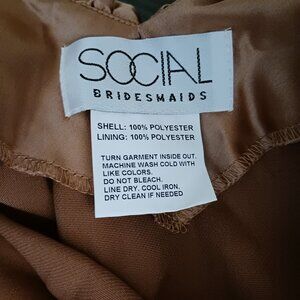 SOCIAL
BRIDESMAIDS
SHELL: 100% POLYESTER
LINING: 100% POLYESTER
TURN GARMENT INSIDE OUT.
MACHINE WASH COLD WITH
LIKE COLORS.
DO NOT BLEACH.
LINE DRY. COOL IRON,
DRY CLEAN IF NEEDED